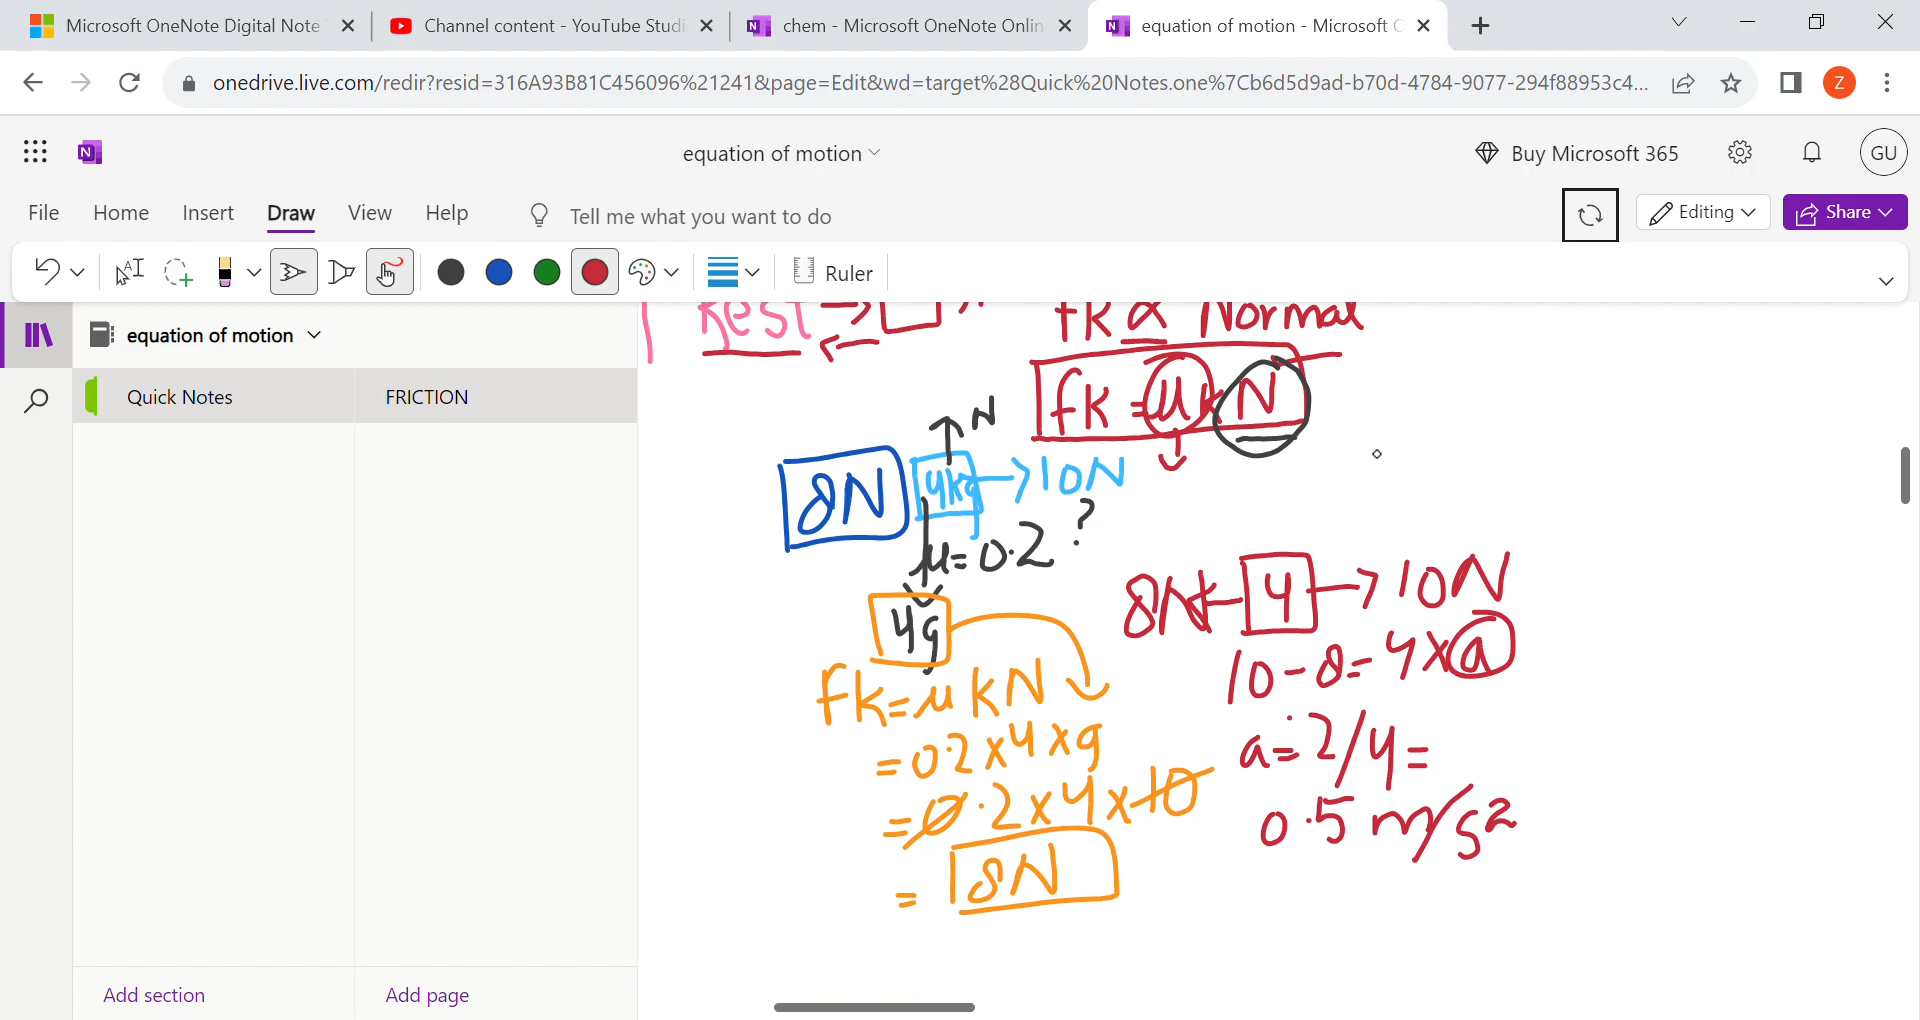 Microsoft OneNote Digital Note
Channel content - YouTube Studi
chem - Microsoft OneNote Onlin
equation of motion - Microsoft O
onedrive.live.com/redir?resid=316A93B81C456096%21241&page=Edit&wd=target%28Quick%20Notes.one%7Cb6d5d9ad-b70d-4784-9077-294f88953c4...
Z
equation of motion
Buy Microsoft 365
GU
File Home Insert Draw View Help Tell me what you want to do
Editing
Share
Ruler
equation of motion
Quick Notes
FRICTION
Add section
Add page
Rest
fk α Normal
fk = μk N
N
8N
4kg → 10N
μ = 0.2 ?
4g
fk = μkN
= 0.2 × 4 × g
= 0.2 × 4 × 10
= 8N
8N ← 4 → 10N
10 - 8 = 4 × a
a = 2/4 =
0.5 m/s2